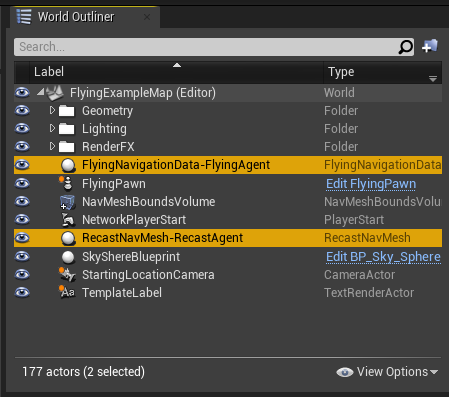 World Outliner
Search...
Label Type
FlyingExampleMap (Editor) World
Geometry Folder
Lighting Folder
RenderFX Folder
FlyingNavigationData-FlyingAgent FlyingNavigationData
FlyingPawn Edit FlyingPawn
NavMeshBoundsVolume NavMeshBoundsVolu
NetworkPlayerStart PlayerStart
RecastNavMesh-RecastAgent RecastNavMesh
SkyShereBlueprint Edit BP_Sky_Sphere
StartingLocationCamera CameraActor
Aa TemplateLabel TextRenderActor
177 actors (2 selected) View Options